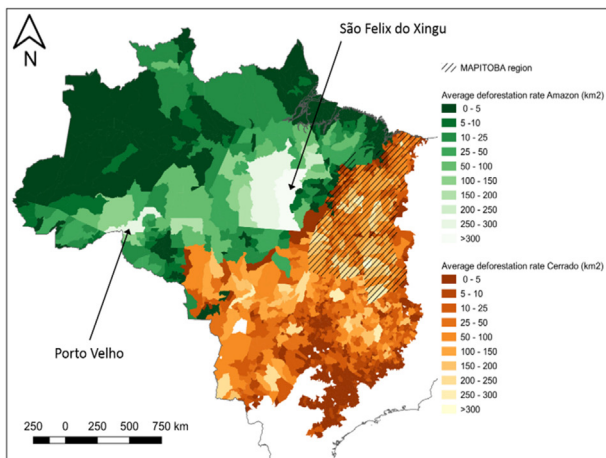 São Felix do Xingu
N
MAPITOBA region
Average deforestation rate Amazon (km2)
0 - 5
5 -10
10 - 25
25 - 50
50 - 100
100 - 150
150 - 200
200 - 250
250 - 300
>300
Average deforestation rate Cerrado (km2)
0 - 5
5 - 10
10 - 25
25 - 50
50 - 100
100 - 150
150 - 200
200 - 250
250 - 300
>300
Porto Velho
250 0 250 500 750 km